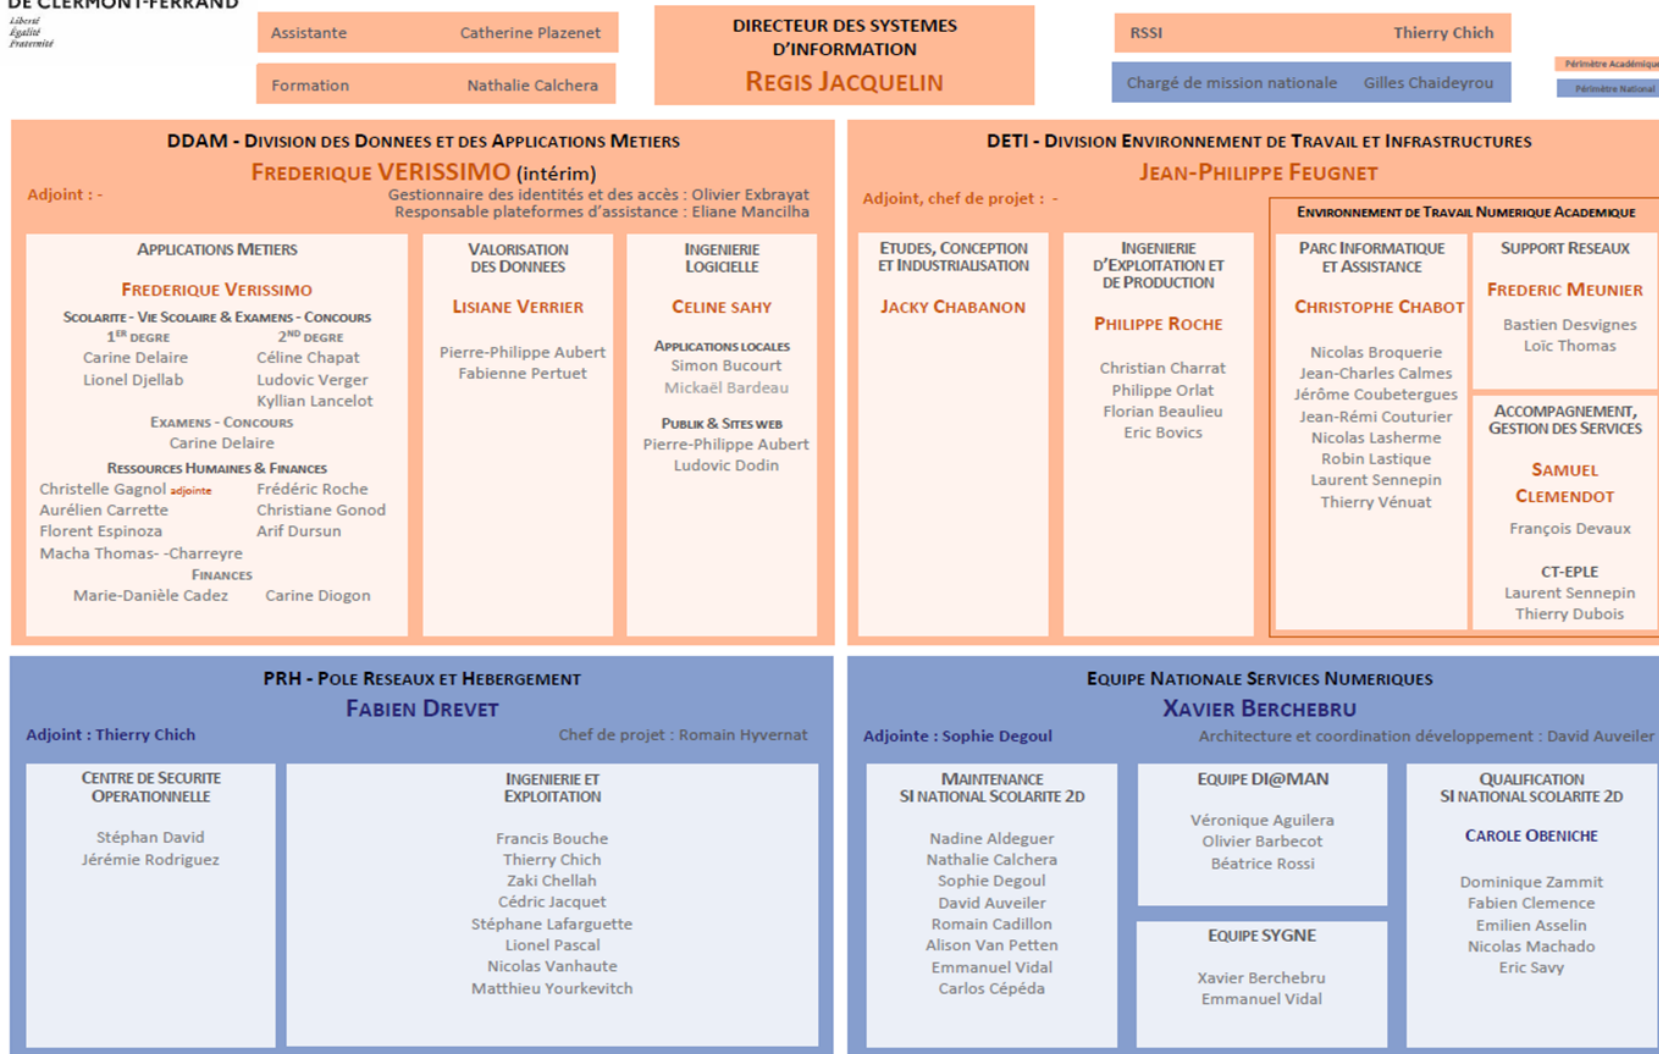 DE CLERMONT-FERRAND
Liberté
Égalité
Fraternité
Assistante Catherine Plazenet
Formation Nathalie Calchera
DIRECTEUR DES SYSTEMES
D'INFORMATION
REGIS JACQUELIN
RSSI Thierry Chich
Chargé de mission nationale Gilles Chaideyrou
Périmètre Académique
Périmètre National
DDAM - DIVISION DES DONNEES ET DES APPLICATIONS METIERS
FREDERIQUE VERISSIMO (intérim)
Adjoint : -
Gestionnaire des identités et des accès : Olivier Exbrayat
Responsable plateformes d'assistance : Eliane Mancilha
APPLICATIONS METIERS
FREDERIQUE VERISSIMO
SCOLARITE - VIE SCOLAIRE & EXAMENS - CONCOURS
1ER DEGRE 2ND DEGRE
Carine Delaire Céline Chapat
Lionel Djellab Ludovic Verger
Kyllian Lancelot
EXAMENS - CONCOURS
Carine Delaire
RESSOURCES HUMAINES & FINANCES
Christelle Gagnol adjointe Frédéric Roche
Aurélien Carrette Christiane Gonod
Florent Espinoza Arif Dursun
Macha Thomas- -Charreyre
FINANCES
Marie-Danièle Cadez Carine Diogon
VALORISATION
DES DONNEES
LISIANE VERRIER
Pierre-Philippe Aubert
Fabienne Pertuet
INGENIERIE
LOGICIELLE
CELINE SAHY
APPLICATIONS LOCALES
Simon Bucourt
Mickaël Bardeau
PUBLIK & SITES WEB
Pierre-Philippe Aubert
Ludovic Dodin
DETI - DIVISION ENVIRONNEMENT DE TRAVAIL ET INFRASTRUCTURES
JEAN-PHILIPPE FEUGNET
Adjoint, chef de projet : -
ENVIRONNEMENT DE TRAVAIL NUMERIQUE ACADEMIQUE
ETUDES, CONCEPTION
ET INDUSTRIALISATION
JACKY CHABANON
INGENIERIE
D'EXPLOITATION ET
DE PRODUCTION
PHILIPPE ROCHE
Christian Charrat
Philippe Orlat
Florian Beaulieu
Eric Bovics
PARC INFORMATIQUE
ET ASSISTANCE
CHRISTOPHE CHABOT
Nicolas Broquerie
Jean-Charles Calmes
Jérôme Coubetergues
Jean-Rémi Couturier
Nicolas Lasherme
Robin Lastique
Laurent Sennepin
Thierry Vénuat
SUPPORT RESEAUX
FREDERIC MEUNIER
Bastien Desvignes
Loïc Thomas
ACCOMPAGNEMENT,
GESTION DES SERVICES
SAMUEL
CLEMENDOT
François Devaux
CT-EPLE
Laurent Sennepin
Thierry Dubois
PRH - POLE RESEAUX ET HEBERGEMENT
FABIEN DREVET
Adjoint : Thierry Chich
Chef de projet : Romain Hyvernat
CENTRE DE SECURITE
OPERATIONNELLE
Stéphan David
Jérémie Rodriguez
INGENIERIE ET
EXPLOITATION
Francis Bouche
Thierry Chich
Zaki Chellah
Cédric Jacquet
Stéphane Lafarguette
Lionel Pascal
Nicolas Vanhaute
Matthieu Yourkevitch
EQUIPE NATIONALE SERVICES NUMERIQUES
XAVIER BERCHEBRU
Adjointe : Sophie Degoul
Architecture et coordination développement : David Auveiler
MAINTENANCE
SI NATIONAL SCOLARITE 2D
Nadine Aldeguer
Nathalie Calchera
Sophie Degoul
David Auveiler
Romain Cadillon
Alison Van Petten
Emmanuel Vidal
Carlos Cépéda
EQUIPE DI@MAN
Véronique Aguilera
Olivier Barbecot
Béatrice Rossi
EQUIPE SYGNE
Xavier Berchebru
Emmanuel Vidal
QUALIFICATION
SI NATIONAL SCOLARITE 2D
CAROLE OBENICHE
Dominique Zammit
Fabien Clemence
Emilien Asselin
Nicolas Machado
Eric Savy